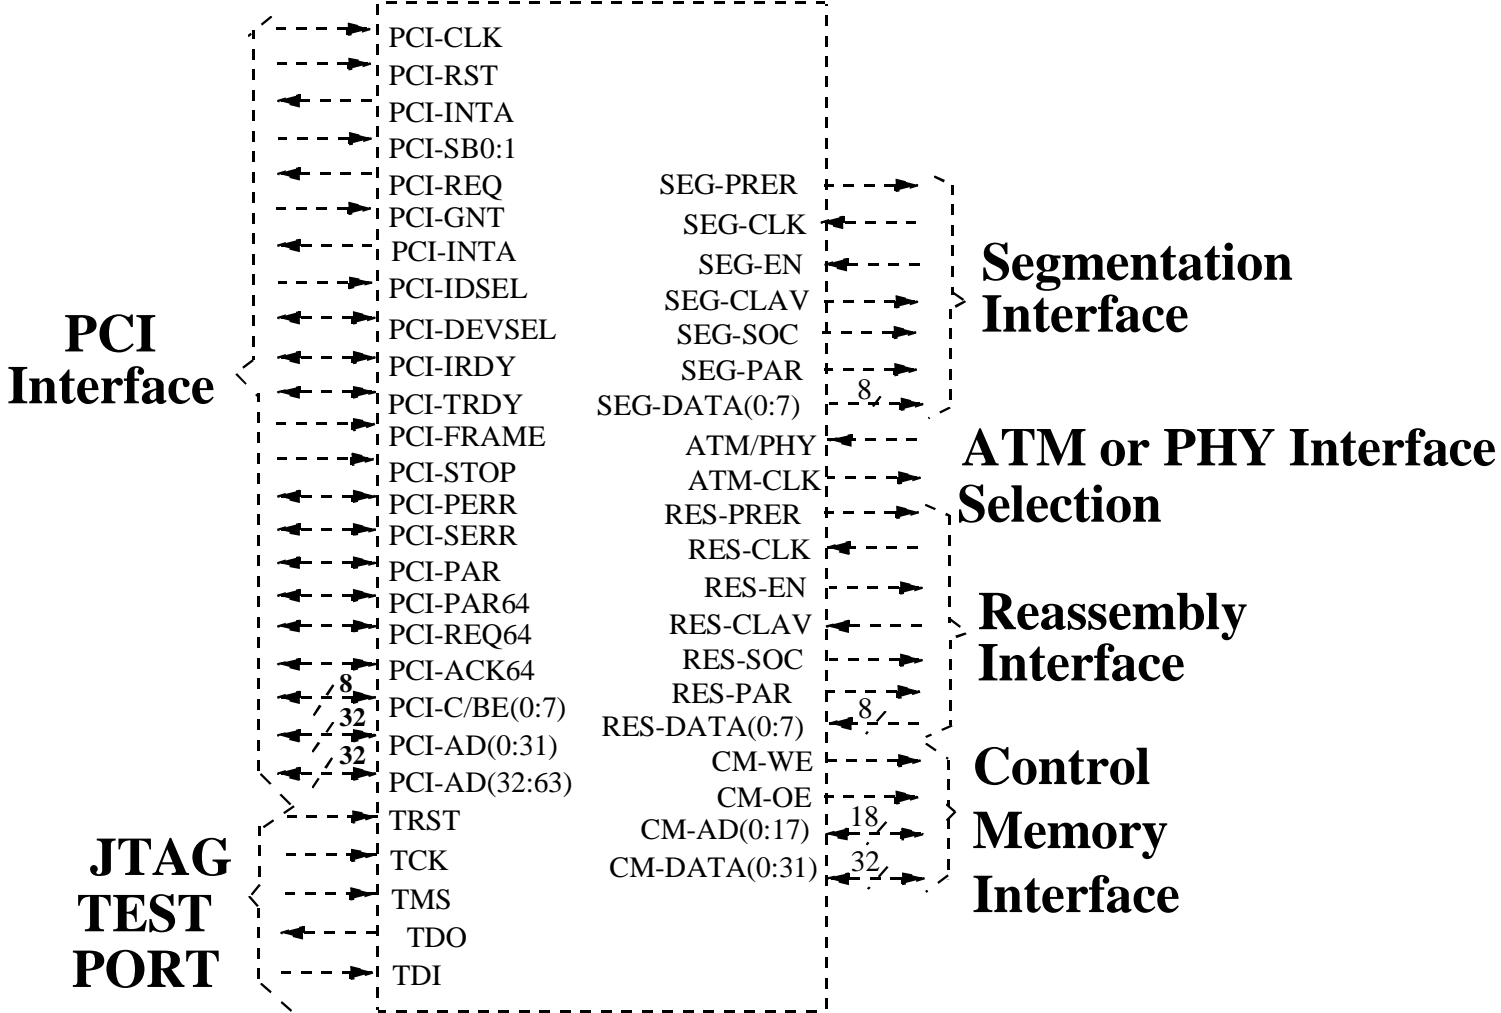 PCI
Interface
JTAG
TEST
PORT
PCI-CLK
PCI-RST
PCI-INTA
PCI-SB0:1
PCI-REQ
PCI-GNT
PCI-INTA
PCI-IDSEL
PCI-DEVSEL
PCI-IRDY
PCI-TRDY
PCI-FRAME
PCI-STOP
PCI-PERR
PCI-SERR
PCI-PAR
PCI-PAR64
PCI-REQ64
PCI-ACK64
8
PCI-C/BE(0:7)
32
PCI-AD(0:31)
32
PCI-AD(32:63)
TRST
TCK
TMS
TDO
TDI
SEG-PRER
SEG-CLK
SEG-EN
SEG-CLAV
SEG-SOC
SEG-PAR
SEG-DATA(0:7)
8
ATM/PHY
ATM-CLK
RES-PRER
RES-CLK
RES-EN
RES-CLAV
RES-SOC
RES-PAR
RES-DATA(0:7)
8
CM-WE
CM-OE
CM-AD(0:17)
18
CM-DATA(0:31)
32
Segmentation
Interface
ATM or PHY Interface
Selection
Reassembly
Interface
Control
Memory
Interface